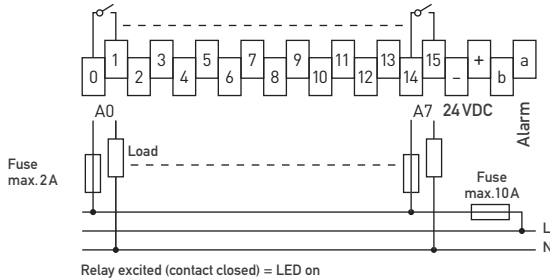 1 3 5 7 9 11 13 15 + a
0 2 4 6 8 10 12 14 – b
A0 A7 24 VDC Alarm
Load
Fuse
max. 2 A
Fuse
max. 10 A
L
N
Relay excited (contact closed) = LED on